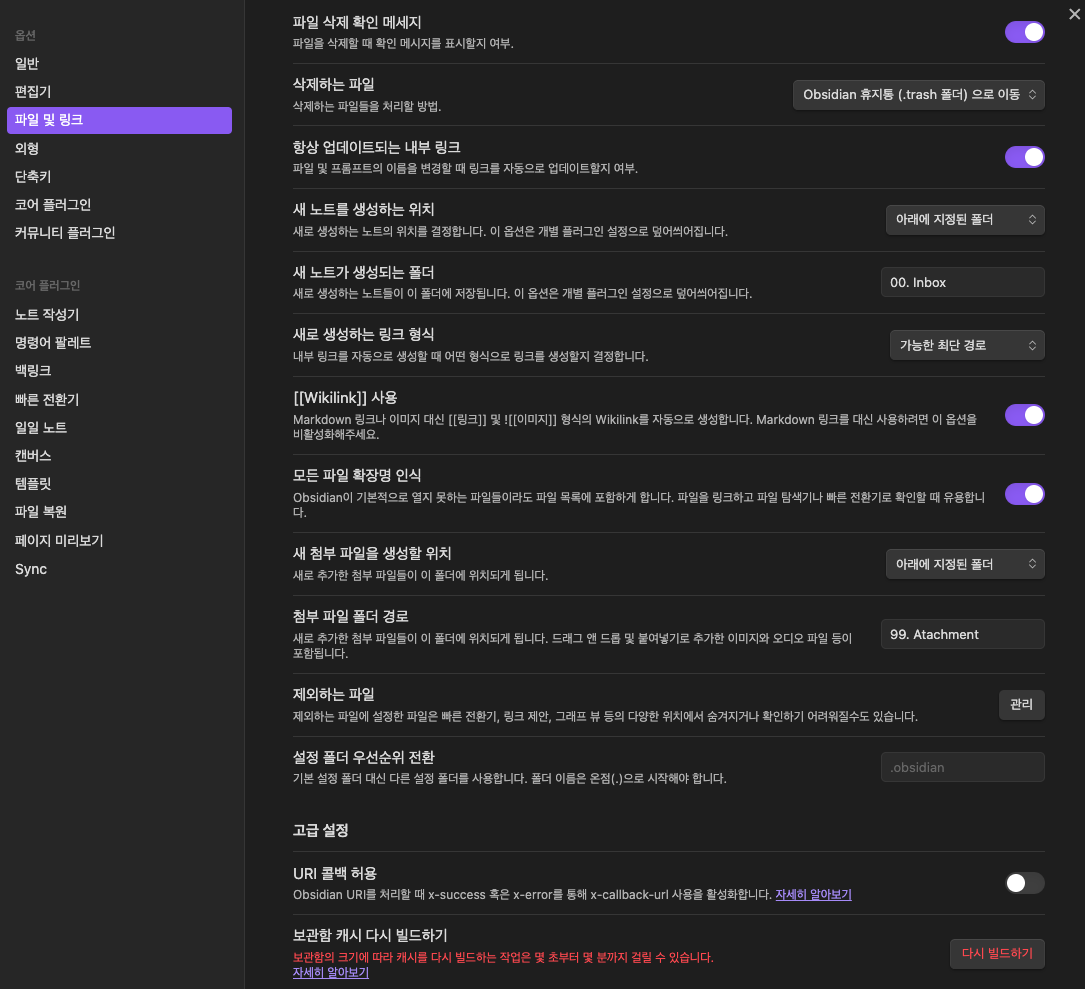 옵션
일반
편집기
파일 및 링크
외형
단축키
코어 플러그인
커뮤니티 플러그인
코어 플러그인
노트 작성기
명령어 팔레트
백링크
빠른 전환기
일일 노트
캔버스
템플릿
파일 복원
페이지 미리보기
Sync
파일 삭제 확인 메세지
파일을 삭제할 때 확인 메시지를 표시할지 여부.
삭제하는 파일
삭제하는 파일들을 처리할 방법.
Obsidian 휴지통 (.trash 폴더) 으로 이동
항상 업데이트되는 내부 링크
파일 및 프롬프트의 이름을 변경할 때 링크를 자동으로 업데이트할지 여부.
새 노트를 생성하는 위치
새로 생성하는 노트의 위치를 결정합니다. 이 옵션은 개별 플러그인 설정으로 덮어씌어집니다.
아래에 지정된 폴더
새 노트가 생성되는 폴더
새로 생성하는 노트들이 이 폴더에 저장됩니다. 이 옵션은 개별 플러그인 설정으로 덮어씌어집니다.
00. Inbox
새로 생성하는 링크 형식
내부 링크를 자동으로 생성할 때 어떤 형식으로 링크를 생성할지 결정합니다.
가능한 최단 경로
[[Wikilink]] 사용
Markdown 링크나 이미지 대신 [[링크]] 및 ![[이미지]] 형식의 Wikilink를 자동으로 생성합니다. Markdown 링크를 대신 사용하려면 이 옵션을
비활성화해주세요.
모든 파일 확장명 인식
Obsidian이 기본적으로 열지 못하는 파일들이라도 파일 목록에 포함하게 합니다. 파일을 링크하고 파일 탐색기나 빠른 전환기로 확인할 때 유용합니
다.
새 첨부 파일을 생성할 위치
새로 추가한 첨부 파일들이 이 폴더에 위치되게 됩니다.
아래에 지정된 폴더
첨부 파일 폴더 경로
새로 추가한 첨부 파일들이 이 폴더에 위치되게 됩니다. 드래그 앤 드롭 및 붙여넣기로 추가한 이미지와 오디오 파일 등이
포함됩니다.
99. Atachment
제외하는 파일
제외하는 파일에 설정한 파일은 빠른 전환기, 링크 제안, 그래프 뷰 등의 다양한 위치에서 숨겨지거나 확인하기 어려워질수도 있습니다.
관리
설정 폴더 우선순위 전환
기본 설정 폴더 대신 다른 설정 폴더를 사용합니다. 폴더 이름은 온점(.)으로 시작해야 합니다.
.obsidian
고급 설정
URI 콜백 허용
Obsidian URI를 처리할 때 x-success 혹은 x-error를 통해 x-callback-url 사용을 활성화합니다. 자세히 알아보기
보관함 캐시 다시 빌드하기
보관함의 크기에 따라 캐시를 다시 빌드하는 작업은 몇 초부터 몇 분까지 걸릴 수 있습니다.
자세히 알아보기
다시 빌드하기